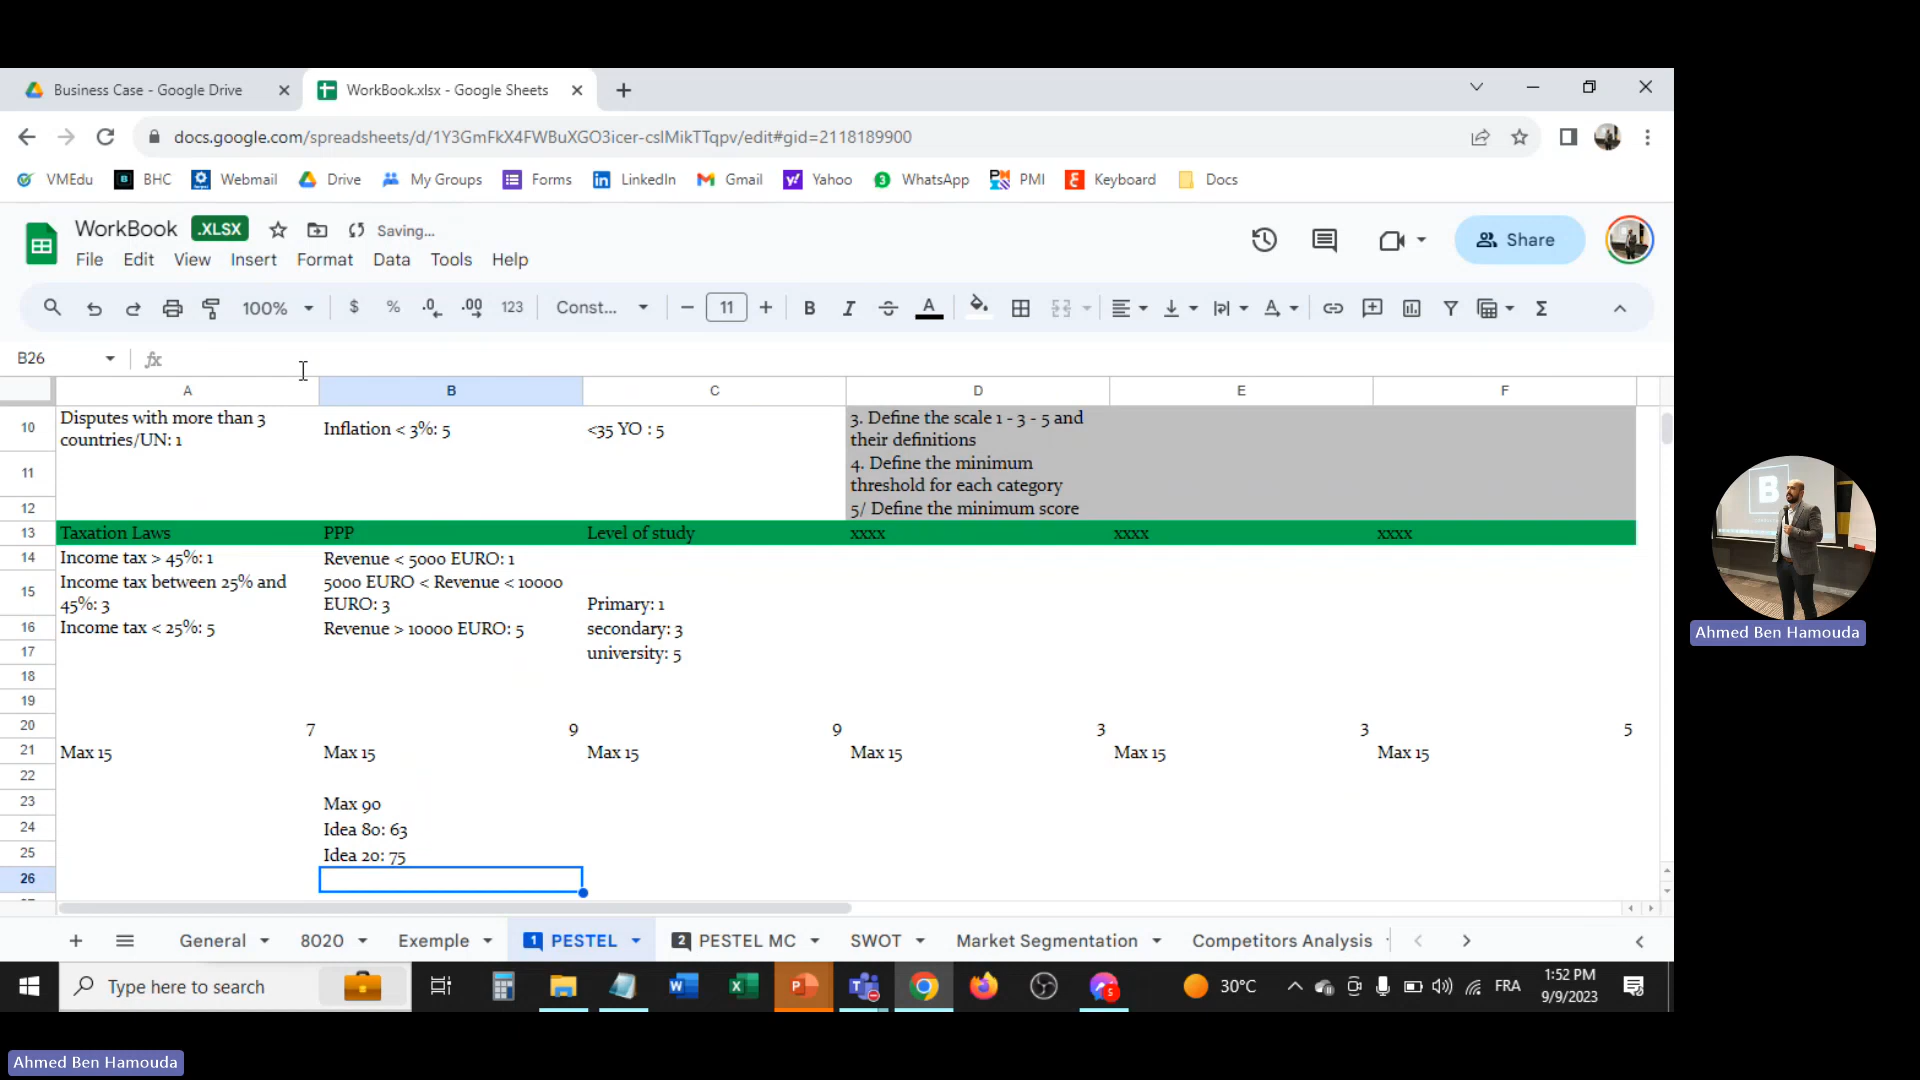 Business Case - Google Drive
WorkBook.xlsx - Google Sheets
docs.google.com/spreadsheets/d/1Y3GmFkX4FWBuXGO3icer-cslMikTTqpv/edit#gid=2118189900
VMEdu BHC Webmail Drive My Groups Forms LinkedIn Gmail Yahoo WhatsApp PMI Keyboard Docs
WorkBook .XLSX Saving...
Share
File Edit View Insert Format Data Tools Help
100% $ % .0 .00 123 Const... 11
B26
A B C D E F
10 Disputes with more than 3 countries/UN: 1 Inflation < 3%: 5 <35 YO : 5 3. Define the scale 1 - 3 - 5 and their definitions
11 4. Define the minimum threshold for each category
12 5/ Define the minimum score
13 Taxation Laws PPP Level of study xxxx xxxx xxxx
14 Income tax > 45%: 1 Revenue < 5000 EURO: 1
15 Income tax between 25% and 45%: 3 5000 EURO < Revenue < 10000 EURO: 3 Primary: 1
16 Income tax < 25%: 5 Revenue > 10000 EURO: 5 secondary: 3
17 university: 5
18
19
20 7 9 9 3 3 5
21 Max 15 Max 15 Max 15 Max 15 Max 15 Max 15
22
23 Max 90
24 Idea 80: 63
25 Idea 20: 75
26
General 8020 Exemple 1 PESTEL 2 PESTEL MC SWOT Market Segmentation Competitors Analysis
Type here to search
30°C
FRA
1:52 PM
9/9/2023
Ahmed Ben Hamouda
Ahmed Ben Hamouda